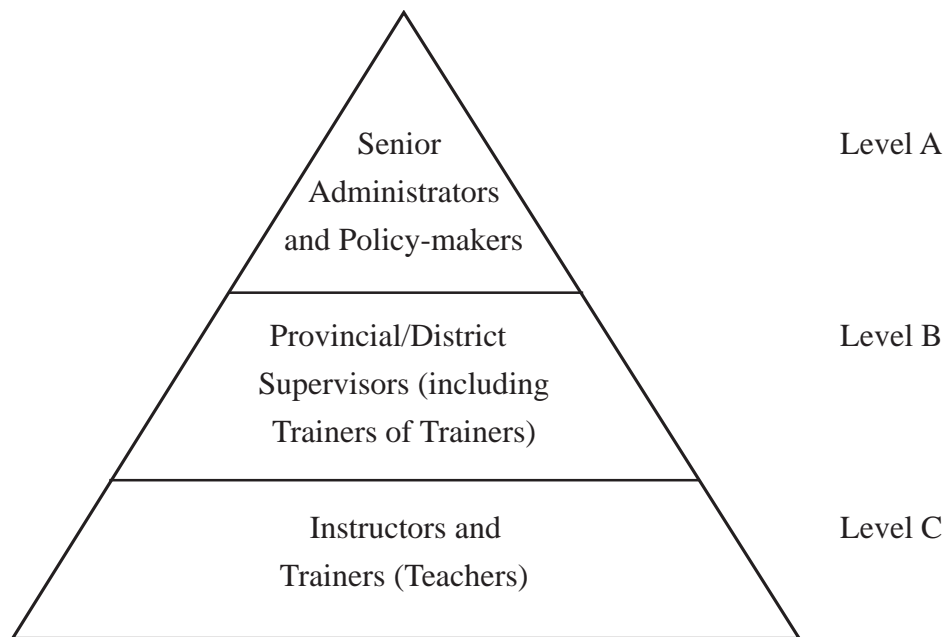 Senior
Administrators
and Policy-makers
Level A
Provincial/District
Supervisors (including
Trainers of Trainers)
Level B
Instructors and
Trainers (Teachers)
Level C